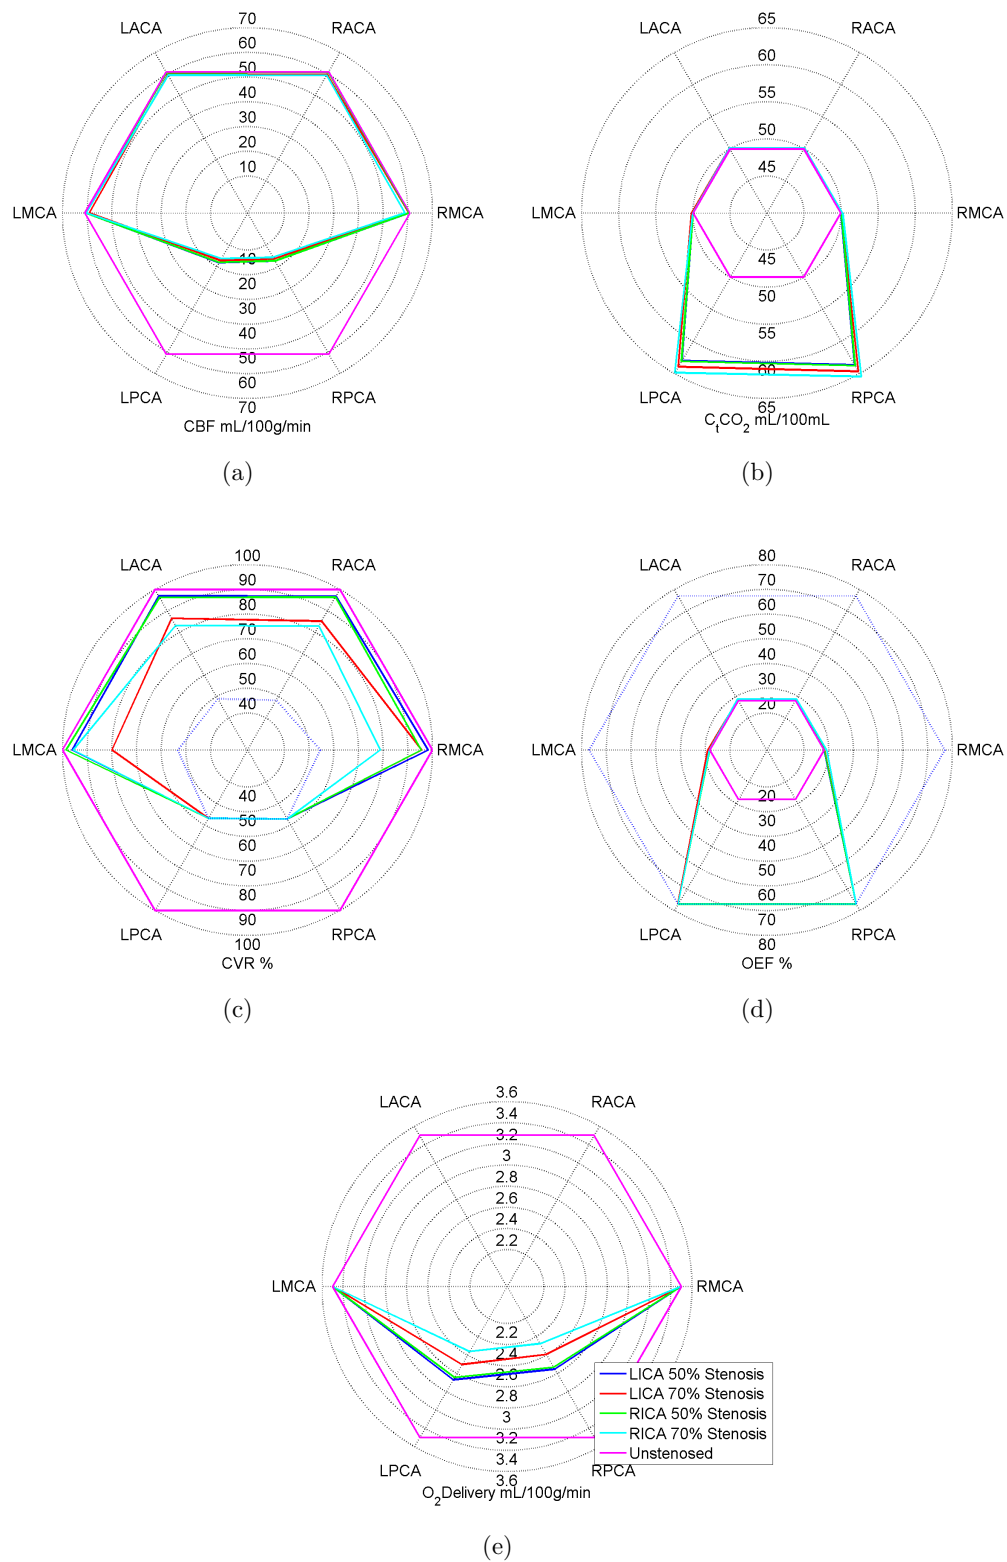 70
LACA RACA
60
50
40
30
20
10
LMCA RMCA
10
20
30
40
50
60
LPCA RPCA
70
CBF mL/100g/min
(a)
65
LACA RACA
60
55
50
45
LMCA RMCA
45
50
55
60
LPCA RPCA
65
CtCO2 mL/100mL
(b)
100
LACA RACA
90
80
70
60
50
40
LMCA RMCA
40
50
60
70
80
90
LPCA RPCA
100
CVR %
(c)
80
LACA RACA
70
60
50
40
30
20
LMCA RMCA
20
30
40
50
60
70
LPCA RPCA
80
OEF %
(d)
3.6
LACA RACA
3.4
3.2
3
2.8
2.6
2.4
2.2
LMCA RMCA
2.2
2.4
2.6
2.8
3
3.2
3.4
LPCA RPCA
3.6
O2Delivery mL/100g/min
LICA 50% Stenosis
LICA 70% Stenosis
RICA 50% Stenosis
RICA 70% Stenosis
Unstenosed
(e)